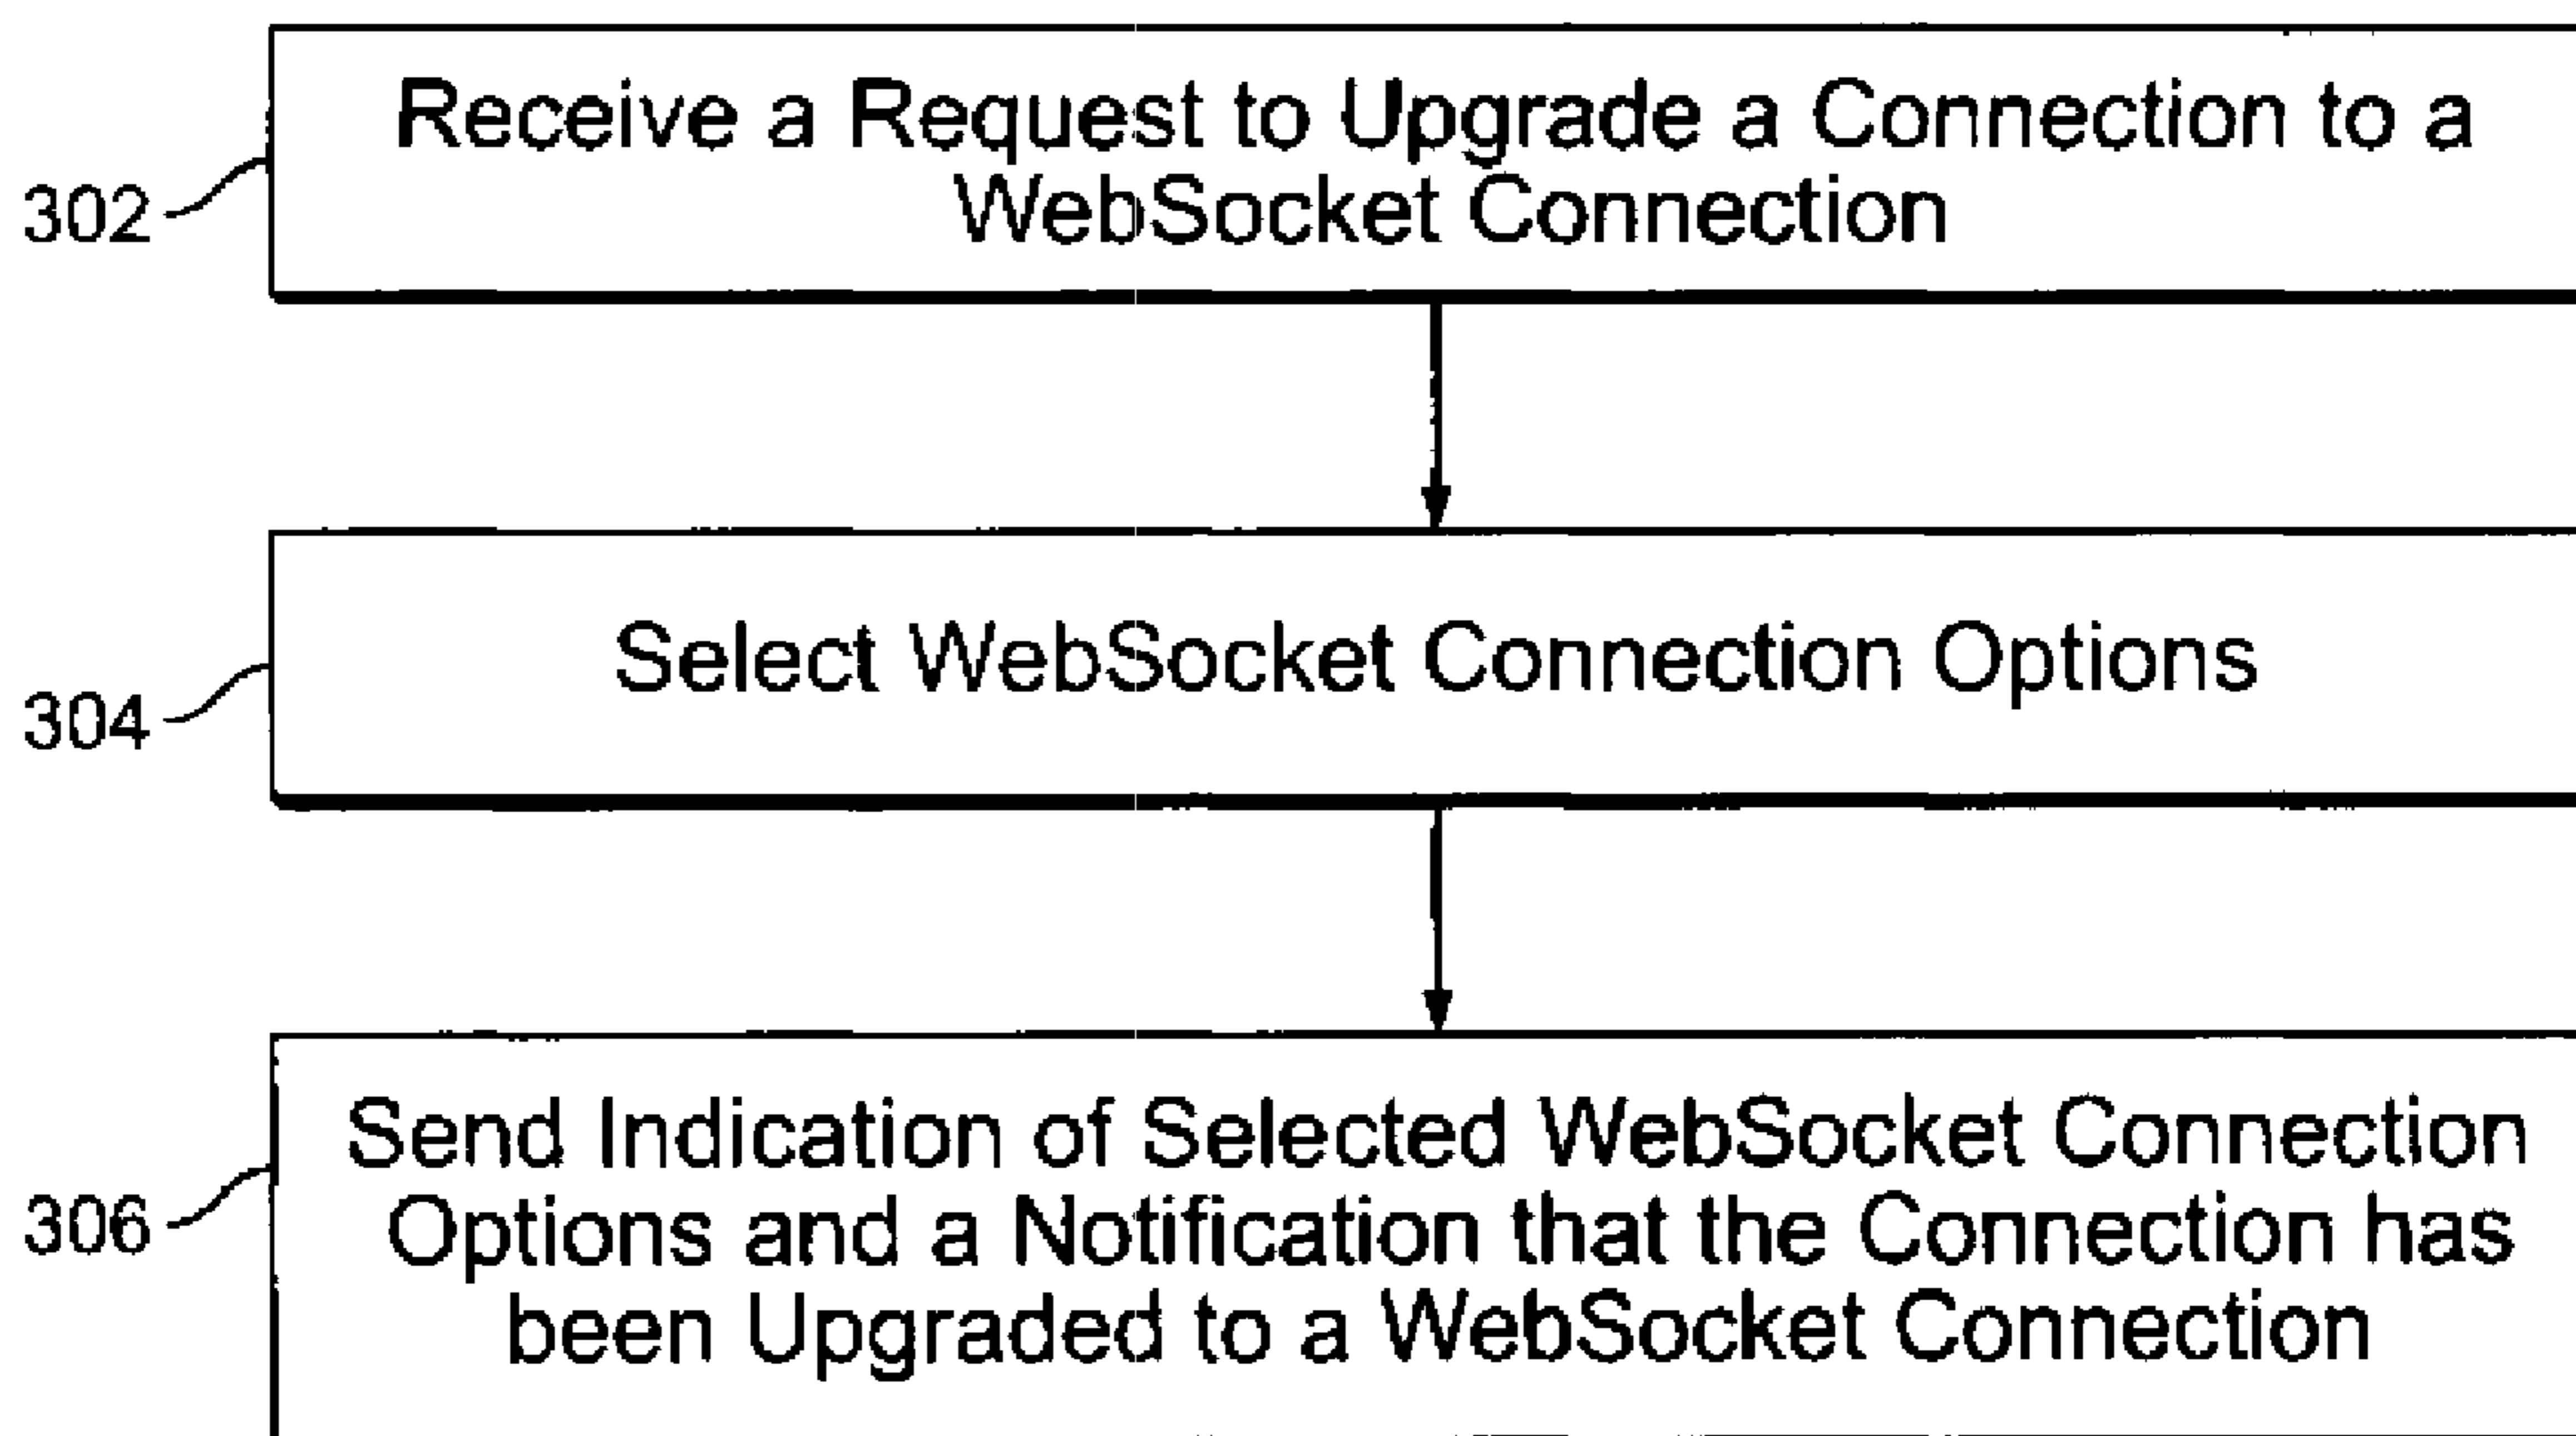 Receive a Request to Upgrade a Connection to a
WebSocket Connection
302
Select WebSocket Connection Options
304
Send Indication of Selected WebSocket Connection
Options and a Notification that the Connection has
been Upgraded to a WebSocket Connection
306